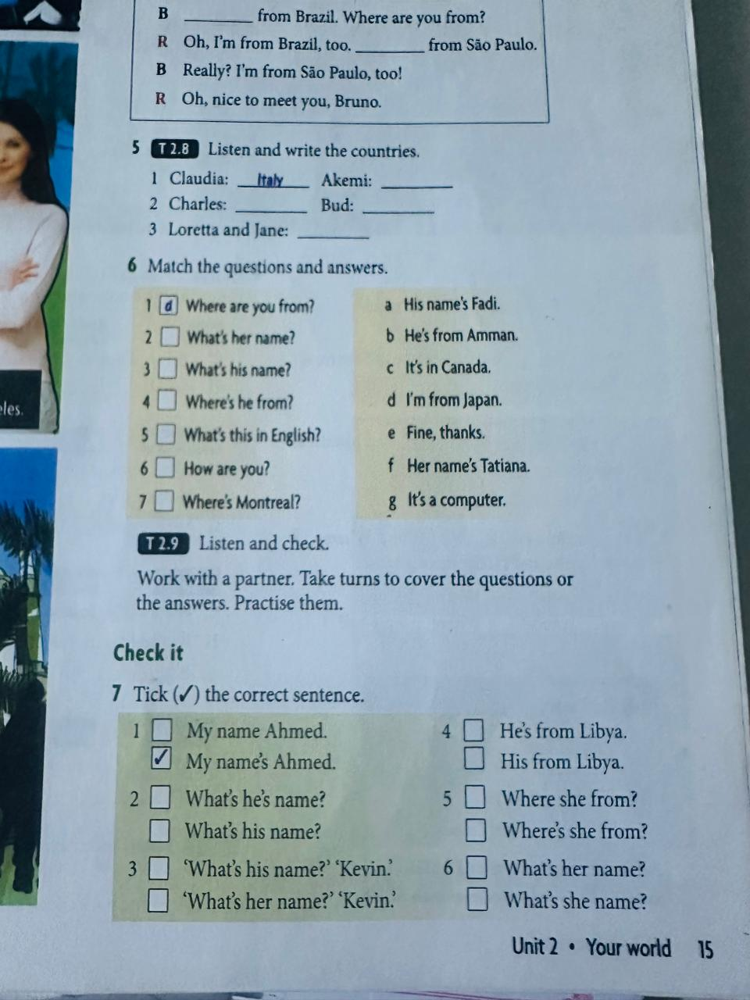 B ________ from Brazil. Where are you from?
R Oh, I'm from Brazil, too. ________ from São Paulo.
B Really? I'm from São Paulo, too!
R Oh, nice to meet you, Bruno.
5 T 2.8 Listen and write the countries.
1 Claudia: Italy Akemi: ________
2 Charles: ________ Bud: ________
3 Loretta and Jane: ________
6 Match the questions and answers.
1 d Where are you from?
2 What's her name?
3 What's his name?
4 Where's he from?
5 What's this in English?
6 How are you?
7 Where's Montreal?
a His name's Fadi.
b He's from Amman.
c It's in Canada.
d I'm from Japan.
e Fine, thanks.
f Her name's Tatiana.
g It's a computer.
T 2.9 Listen and check.
Work with a partner. Take turns to cover the questions or
the answers. Practise them.
Check it
7 Tick (✓) the correct sentence.
1 My name Ahmed.
✓ My name's Ahmed.
2 What's he's name?
What's his name?
3 'What's his name?' 'Kevin.'
'What's her name?' 'Kevin.'
4 He's from Libya.
His from Libya.
5 Where she from?
Where's she from?
6 What's her name?
What's she name?
Unit 2 • Your world 15